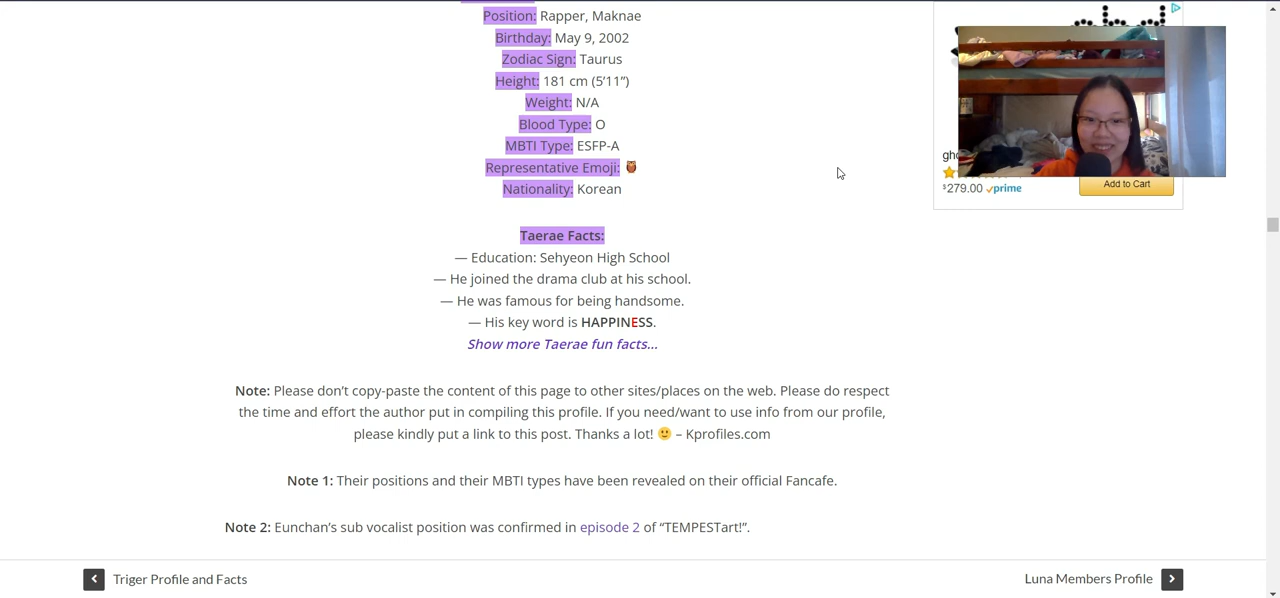 Position: Rapper, Maknae
Birthday: May 9, 2002
Zodiac Sign: Taurus
Height: 181 cm (5’11”)
Weight: N/A
Blood Type: O
MBTI Type: ESFP-A
Representative Emoji: 🦉
Nationality: Korean
Taerae Facts:
— Education: Sehyeon High School
— He joined the drama club at his school.
— He was famous for being handsome.
— His key word is HAPPINESS.
Show more Taerae fun facts...
Note: Please don’t copy-paste the content of this page to other sites/places on the web. Please do respect
the time and effort the author put in compiling this profile. If you need/want to use info from our profile,
please kindly put a link to this post. Thanks a lot! 🙂 – Kprofiles.com
Note 1: Their positions and their MBTI types have been revealed on their official Fancafe.
Note 2: Eunchan’s sub vocalist position was confirmed in episode 2 of “TEMPESTart!”.
Triger Profile and Facts
Luna Members Profile
$279.00 prime
Add to Cart